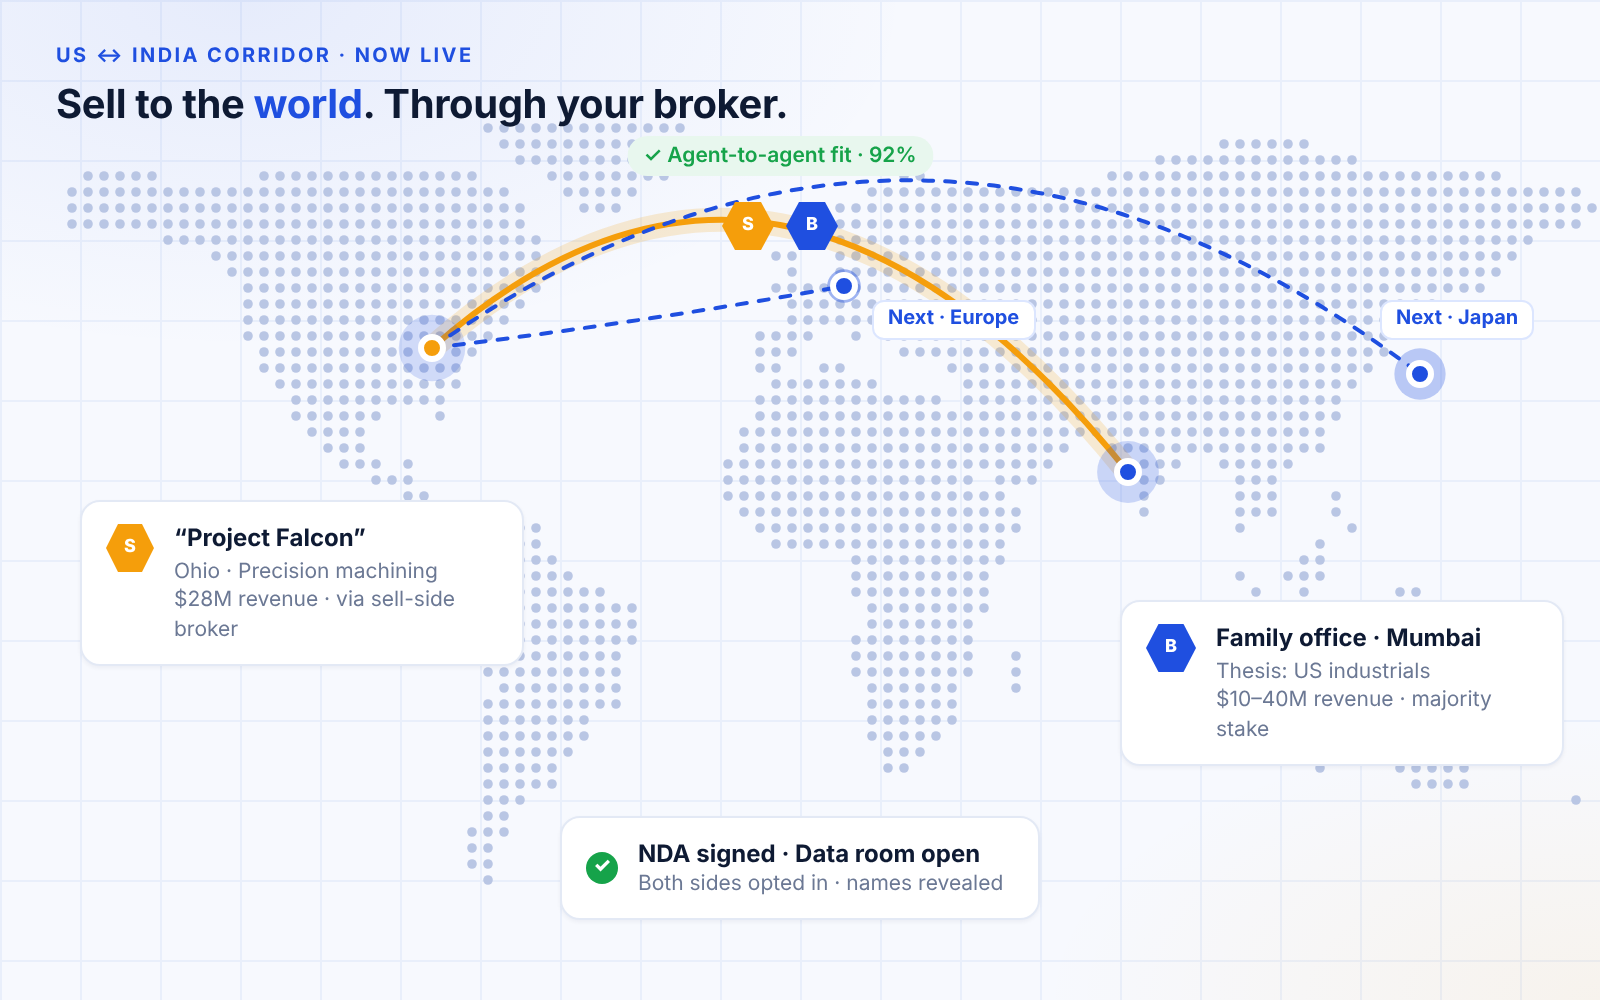 US ↔ INDIA CORRIDOR · NOW LIVE
Sell to the world. Through your broker.
✓ Agent-to-agent fit · 92%
S
B
Next · Europe
Next · Japan
S
“Project Falcon”
Ohio · Precision machining
$28M revenue · via sell-side
broker
B
Family office · Mumbai
Thesis: US industrials
$10–40M revenue · majority
stake
NDA signed · Data room open
Both sides opted in · names revealed